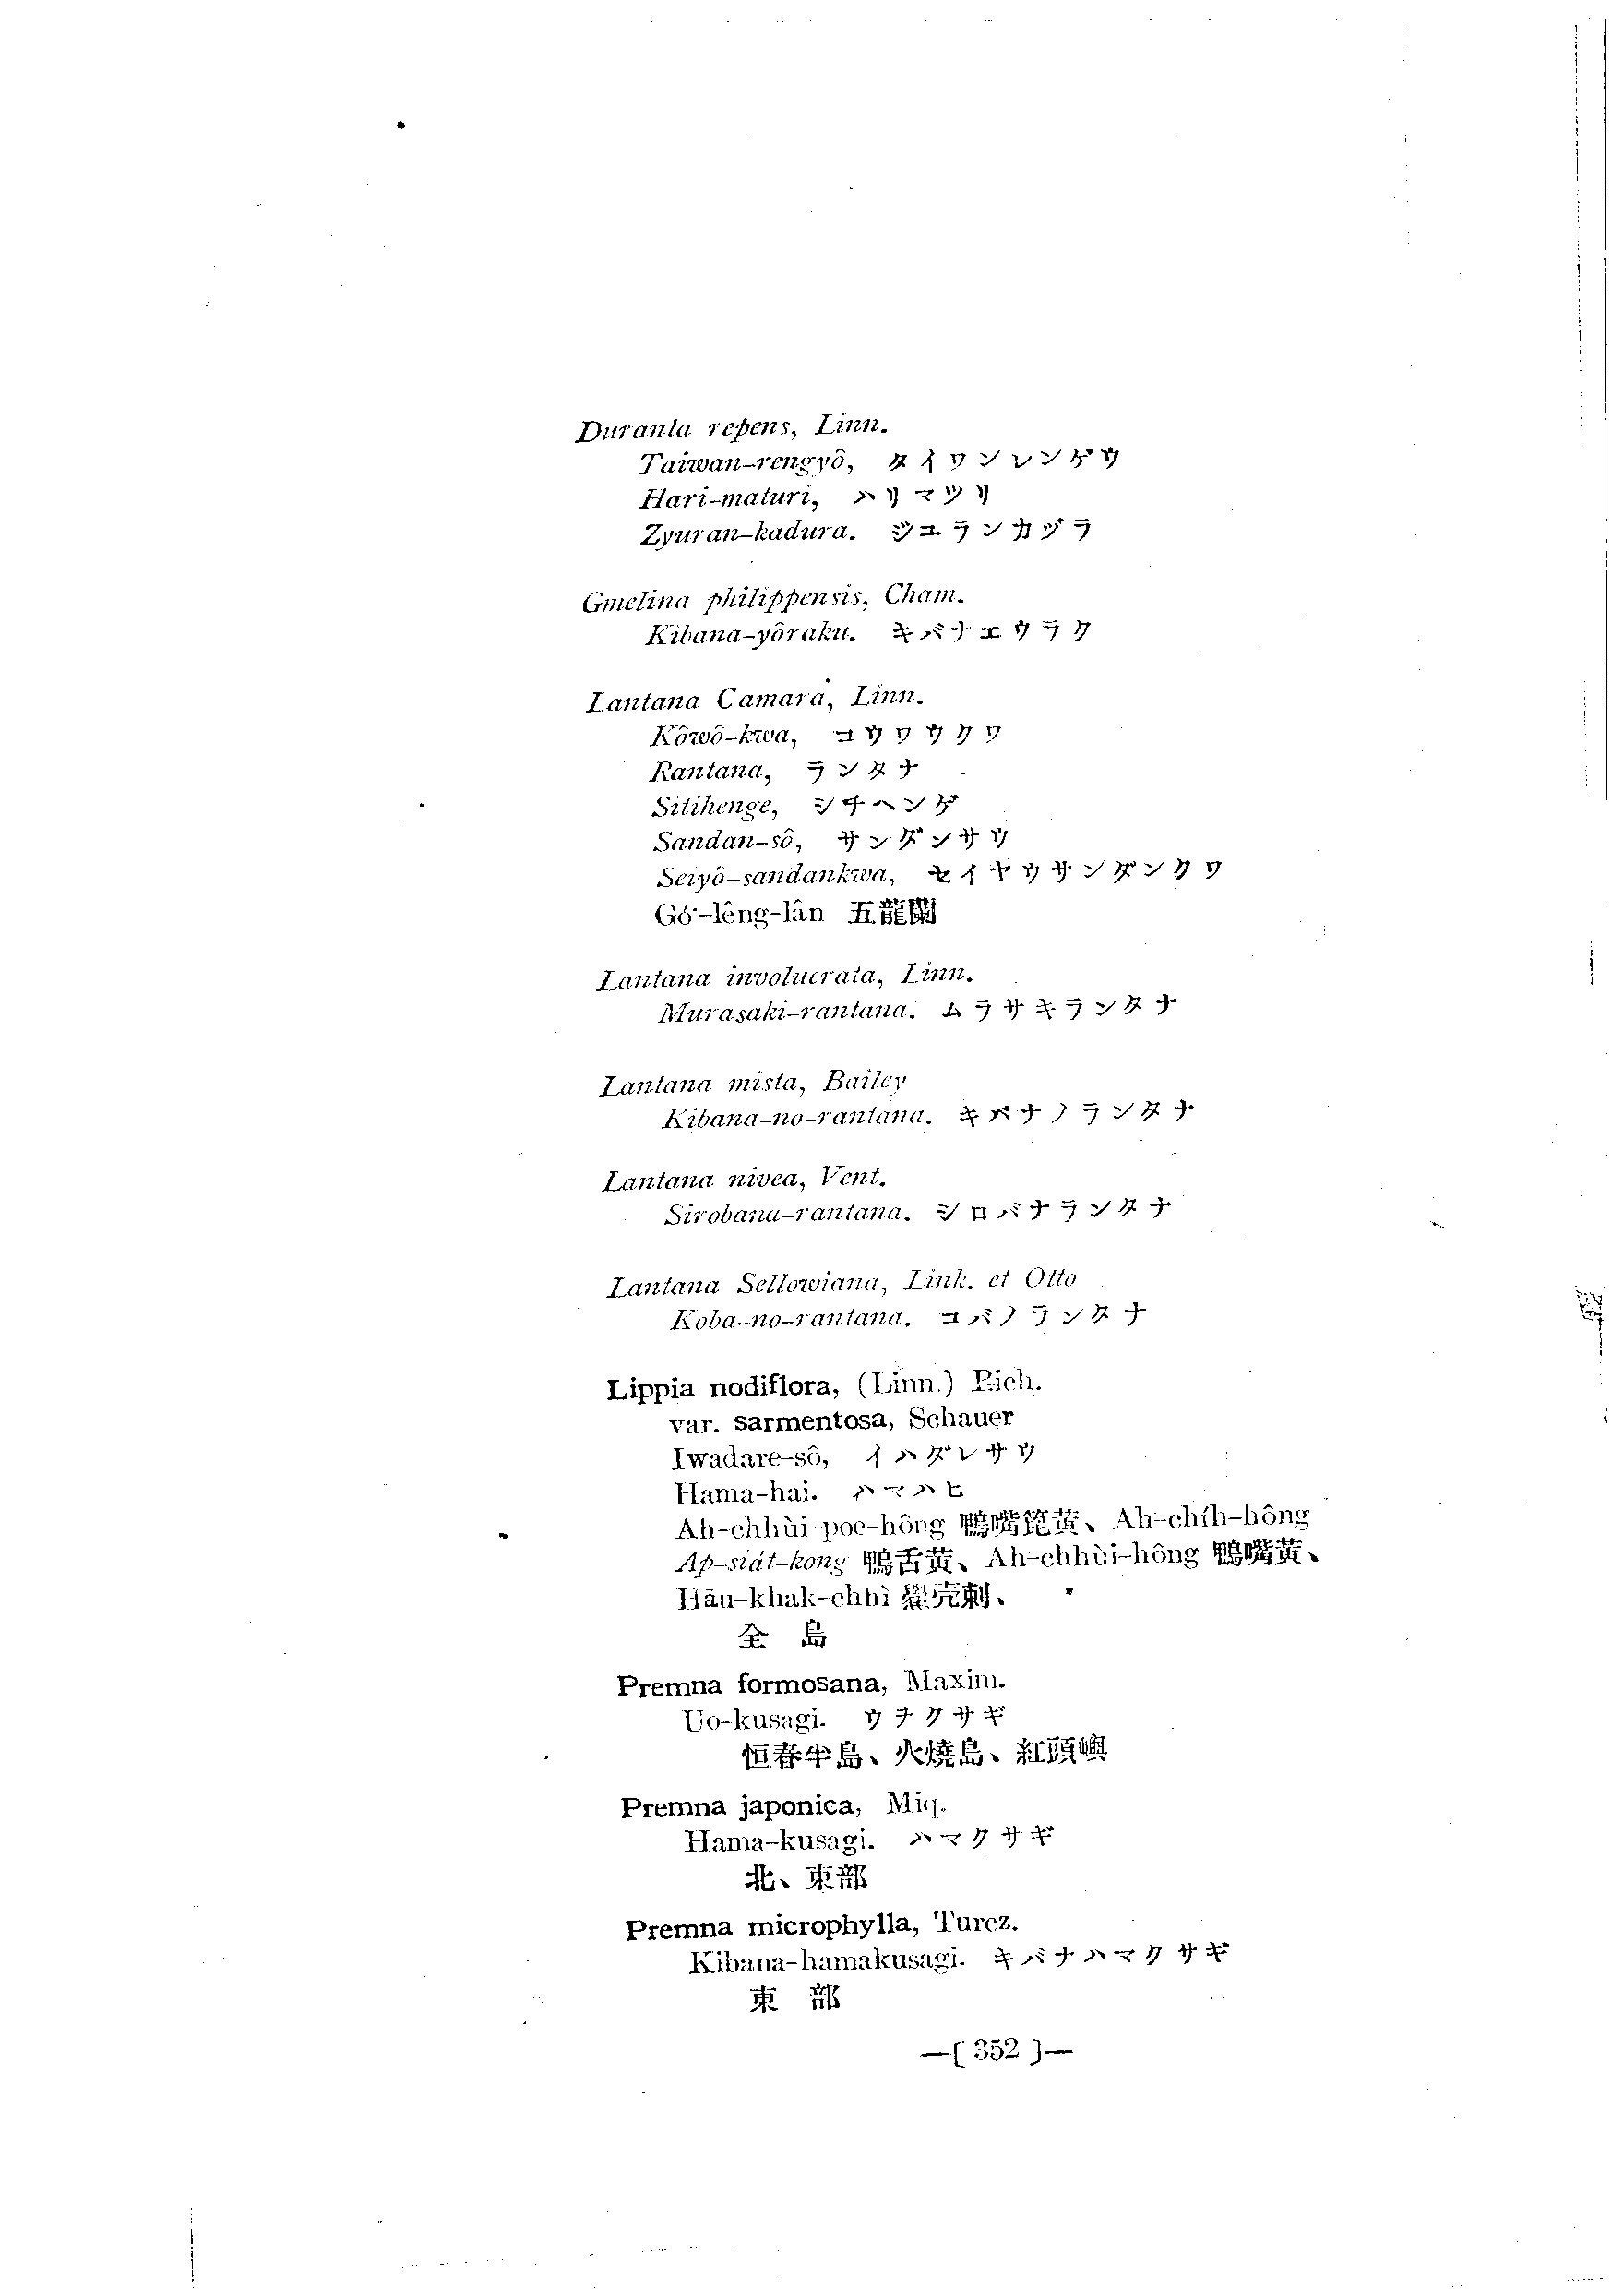 Duranta repens, Linn.
Taiwan-rengyô, タイワンレンゲウ
Hari-maturi, ハリマツリ
Zyuran-kadura. ジユランカヅラ
Gmelina philippensis, Cham.
Kibana-yôraku. キバナエウラク
Lantana Camara, Linn.
Kôwô-kwa, コウワウクワ
Rantana, ランタナ
Sitihenge, シチヘンゲ
Sandan-sô, サンダンサウ
Seiyô-sandankwa, セイヤウサンダンクワ
Gó͘-lêng-lân 五龍蘭
Lantana involucrata, Linn.
Murasaki-rantana. ムラサキランタナ
Lantana mista, Bailey
Kibana-no-rantana. キバナノランタナ
Lantana nivea, Vent.
Sirobana-rantana. シロバナランタナ
Lantana Sellowiana, Link. et Otto
Koba-no-rantana. コバノランタナ
Lippia nodiflora, (Linn.) Rich.
var. sarmentosa, Schauer
Iwadare-sô, イハダレサウ
Hama-hai. ハマハヒ
Ah-chhùi-poe-hông 鴨嘴篦黃、 Ah-chíh-hông
Ap-siát-kong 鴨舌黃、 Ah-chhùi-hông 鴨嘴黃、
Hāu-khak-chhì 鱟壳刺、
全 島
Premna formosana, Maxim.
Uo-kusagi. ウヲクサギ
恒春半島、火燒島、紅頭嶼
Premna japonica, Miq.
Hama-kusagi. ハマクサギ
北、東部
Premna microphylla, Turcz.
Kibana-hamakusagi. キバナハマクサギ
東 部
—( 352 )—